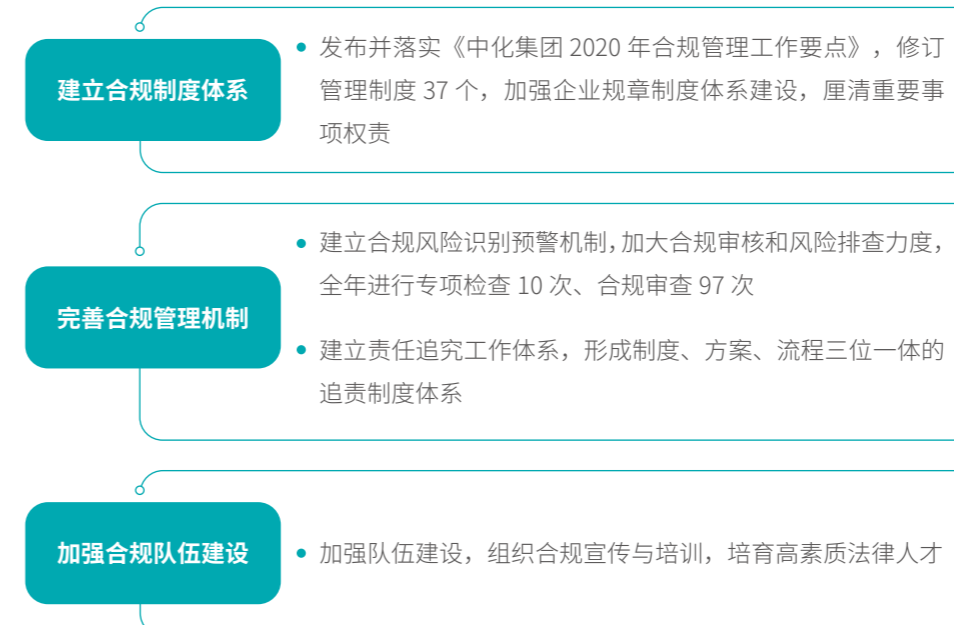 建立合规制度体系
• 发布并落实《中化集团 2020 年合规管理工作要点》，修订
管理制度 37 个，加强企业规章制度体系建设，厘清重要事
项权责
完善合规管理机制
• 建立合规风险识别预警机制，加大合规审核和风险排查力度，
全年进行专项检查 10 次、合规审查 97 次
• 建立责任追究工作体系，形成制度、方案、流程三位一体的
追责制度体系
加强合规队伍建设
• 加强队伍建设，组织合规宣传与培训，培育高素质法律人才